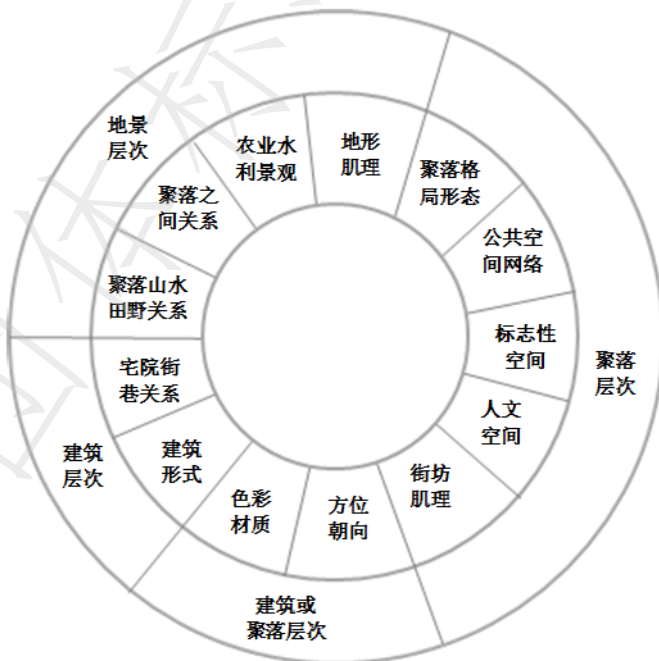 地景
层次
农业水
利景观
地形
肌理
聚落格
局形态
聚落之
间关系
公共空
间网络
聚落山水
田野关系
标志性
空间
聚落
层次
宅院街
巷关系
人文
空间
建筑
层次
建筑
形式
街坊
肌理
色彩
材质
方位
朝向
建筑或
聚落层次
团体标